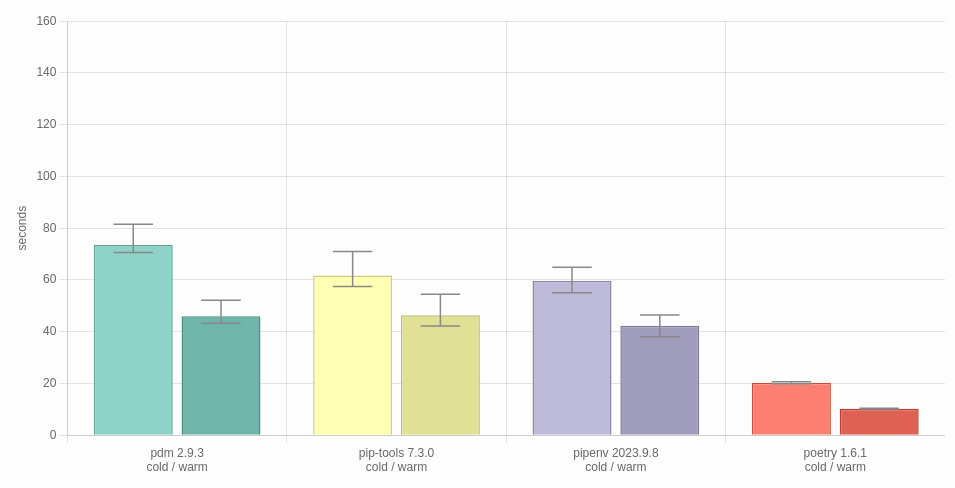 160
140
120
100
80
60
40
20
0
seconds
pdm 2.9.3
cold / warm
pip-tools 7.3.0
cold / warm
pipenv 2023.9.8
cold / warm
poetry 1.6.1
cold / warm